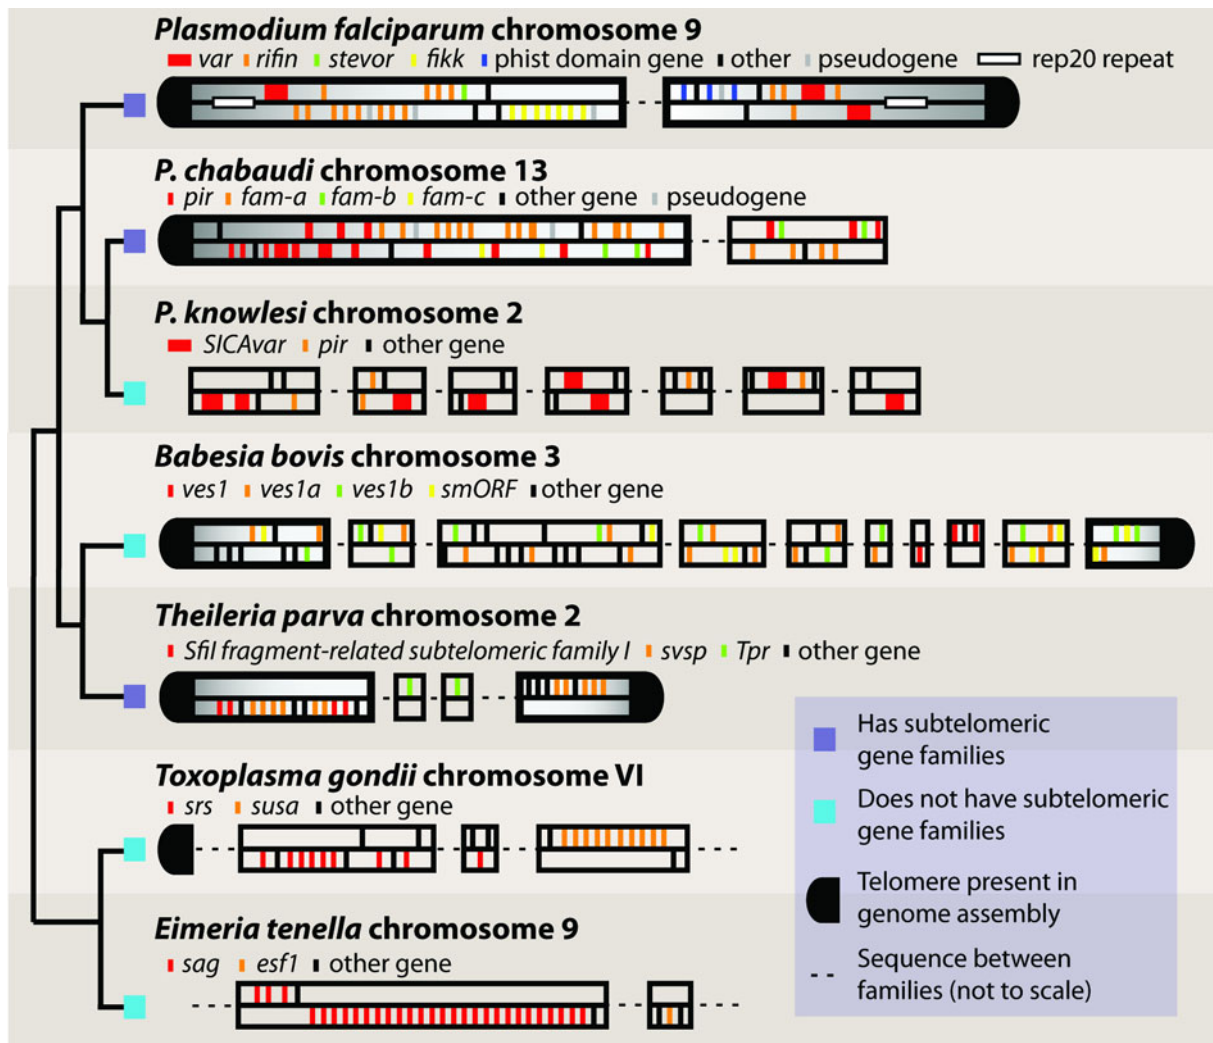 Plasmodium falciparum chromosome 9
var rifin stevor fikk phist domain gene other pseudogene rep20 repeat
P. chabaudi chromosome 13
pir fam-a fam-b fam-c other gene pseudogene
P. knowlesi chromosome 2
SICAvar pir other gene
Babesia bovis chromosome 3
ves1 ves1a ves1b smORF other gene
Theileria parva chromosome 2
SfiI fragment-related subtelomeric family I svsp Tpr other gene
Toxoplasma gondii chromosome VI
srs susa other gene
Eimeria tenella chromosome 9
sag esf1 other gene
Has subtelomeric
gene families
Does not have subtelomeric
gene families
Telomere present in
genome assembly
Sequence between
families (not to scale)